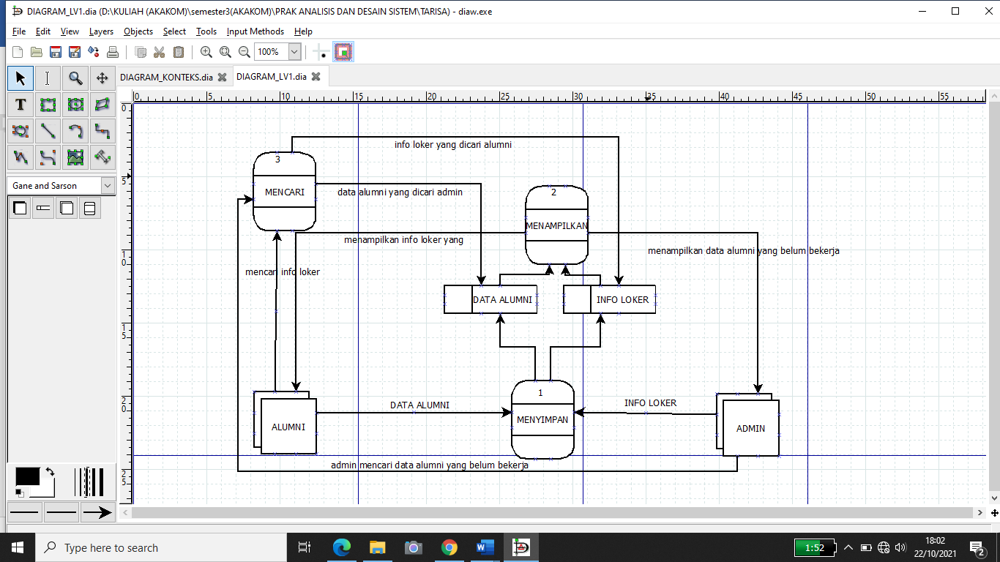 DIAGRAM_LV1.dia (D:\KULIAH (AKAKOM)\semester3(AKAKOM)\PRAK ANALISIS DAN DESAIN SISTEM\TARISA) - diaw.exe
File Edit View Layers Objects Select Tools Input Methods Help
100%
DIAGRAM_KONTEKS.dia DIAGRAM_LV1.dia
0 5 10 15 20 25 30 35 40 45 50 55
0
5
10
15
20
25
T
Gane and Sarson
info loker yang dicari alumni
3
MENCARI
data alumni yang dicari admin
2
MENAMPILKAN
menampilkan info loker yang
menampilkan data alumni yang belum bekerja
mencari info loker
DATA ALUMNI
INFO LOKER
1
MENYIMPAN
DATA ALUMNI
INFO LOKER
ALUMNI
ADMIN
admin mencari data alumni yang belum bekerja
Type here to search
1:52
18:02
22/10/2021
2